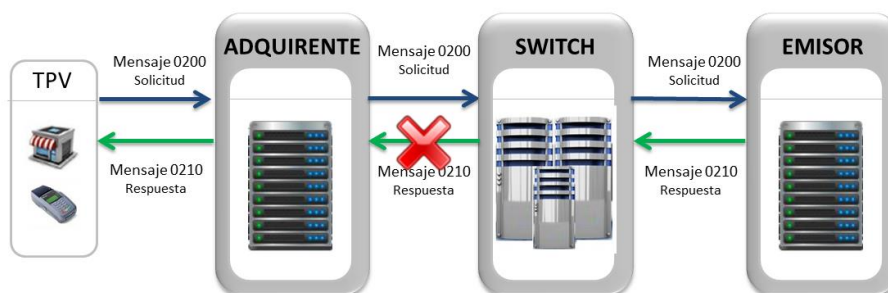 TPV
ADQUIRENTE
SWITCH
EMISOR
Mensaje 0200
Solicitud
Mensaje 0200
Solicitud
Mensaje 0200
Solicitud
Mensaje 0210
Respuesta
Mensaje 0210
Respuesta
Mensaje 0210
Respuesta